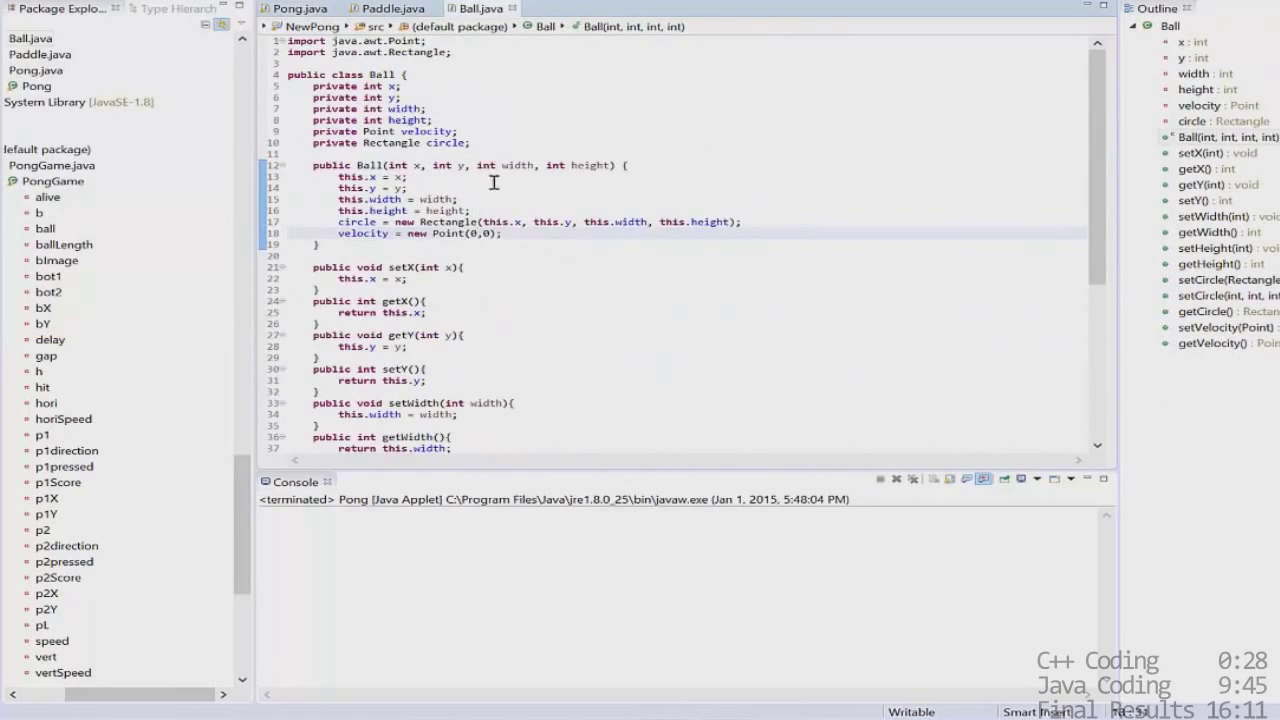 Package Explo...
Type Hierarch
Ball.java
Paddle.java
Pong.java
Pong
System Library [JavaSE-1.8]
lefault package)
PongGame.java
PongGame
alive
b
ball
ballLength
bImage
bot1
bot2
bX
bY
delay
gap
h
hit
hori
horiSpeed
p1
p1direction
p1pressed
p1Score
p1X
p1Y
p2
p2direction
p2pressed
p2Score
p2X
p2Y
pL
speed
vert
vertSpeed
Pong.java
Paddle.java
Ball.java
NewPong src (default package) Ball Ball(int, int, int, int)
1 import java.awt.Point;
2 import java.awt.Rectangle;
3
4 public class Ball {
5 private int x;
6 private int y;
7 private int width;
8 private int height;
9 private Point velocity;
10 private Rectangle circle;
11
12 public Ball(int x, int y, int width, int height) {
13 this.x = x;
14 this.y = y;
15 this.width = width;
16 this.height = height;
17 circle = new Rectangle(this.x, this.y, this.width, this.height);
18 velocity = new Point(0,0);
19 }
20
21 public void setX(int x){
22 this.x = x;
23 }
24 public int getX(){
25 return this.x;
26 }
27 public void getY(int y){
28 this.y = y;
29 }
30 public int setY(){
31 return this.y;
32 }
33 public void setWidth(int width){
34 this.width = width;
35 }
36 public int getWidth(){
37 return this.width;
Console
<terminated> Pong [Java Applet] C:\Program Files\Java\jre1.8.0_25\bin\javaw.exe (Jan 1, 2015, 5:48:04 PM)
Outline
Ball
x : int
y : int
width : int
height : int
velocity : Point
circle : Rectangle
Ball(int, int, int, int)
setX(int) : void
getX() : int
getY(int) : void
setY() : int
setWidth(int) : void
getWidth() : int
setHeight(int) : void
getHeight() : int
setCircle(Rectangle
setCircle(int, int, int
getCircle() : Rectan
setVelocity(Point) :
getVelocity() : Poin
C++ Coding 0:28
Java Coding 9:45
Final Results 16:11
Writable
Smart Insert